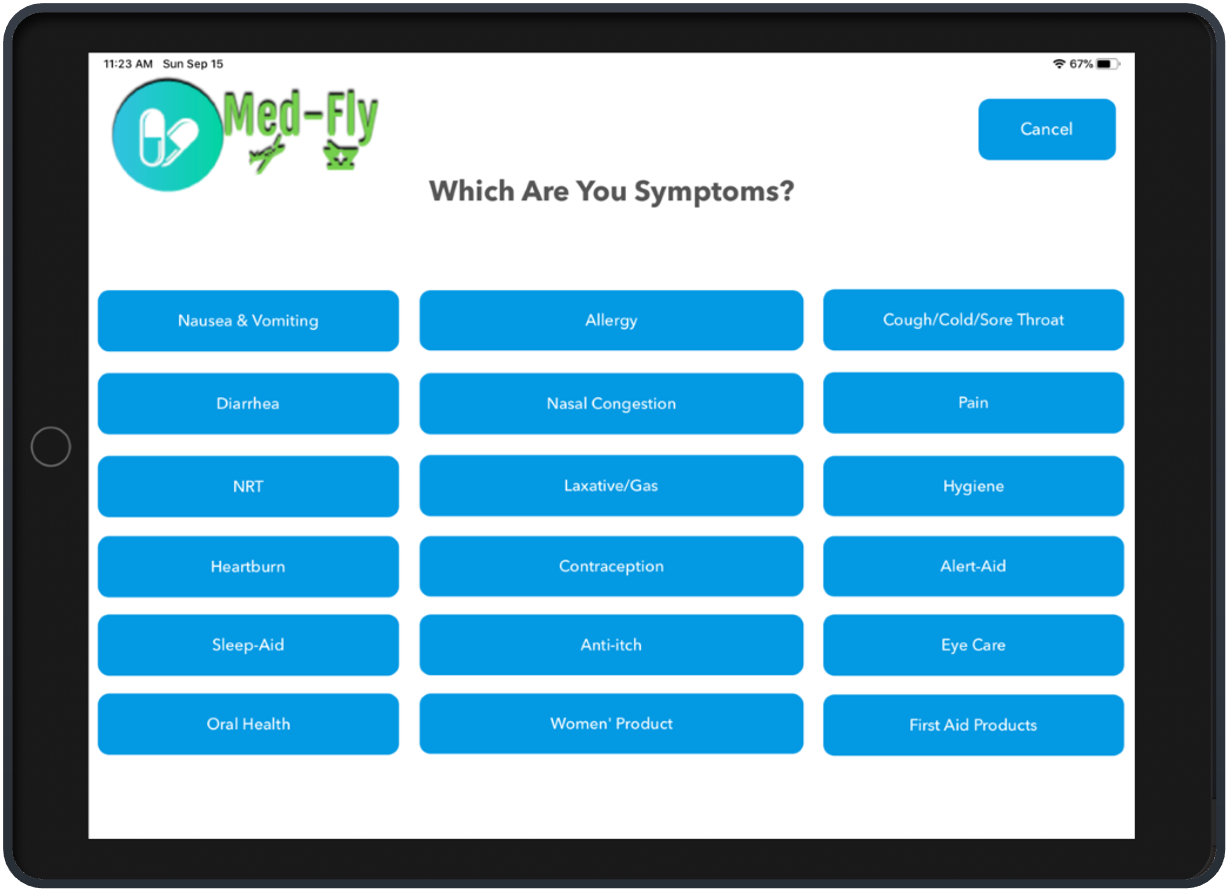 11:23 AM Sun Sep 15
67%
Med-Fly
Cancel
Which Are You Symptoms?
Nausea & Vomiting
Allergy
Cough/Cold/Sore Throat
Diarrhea
Nasal Congestion
Pain
NRT
Laxative/Gas
Hygiene
Heartburn
Contraception
Alert-Aid
Sleep-Aid
Anti-itch
Eye Care
Oral Health
Women' Product
First Aid Products